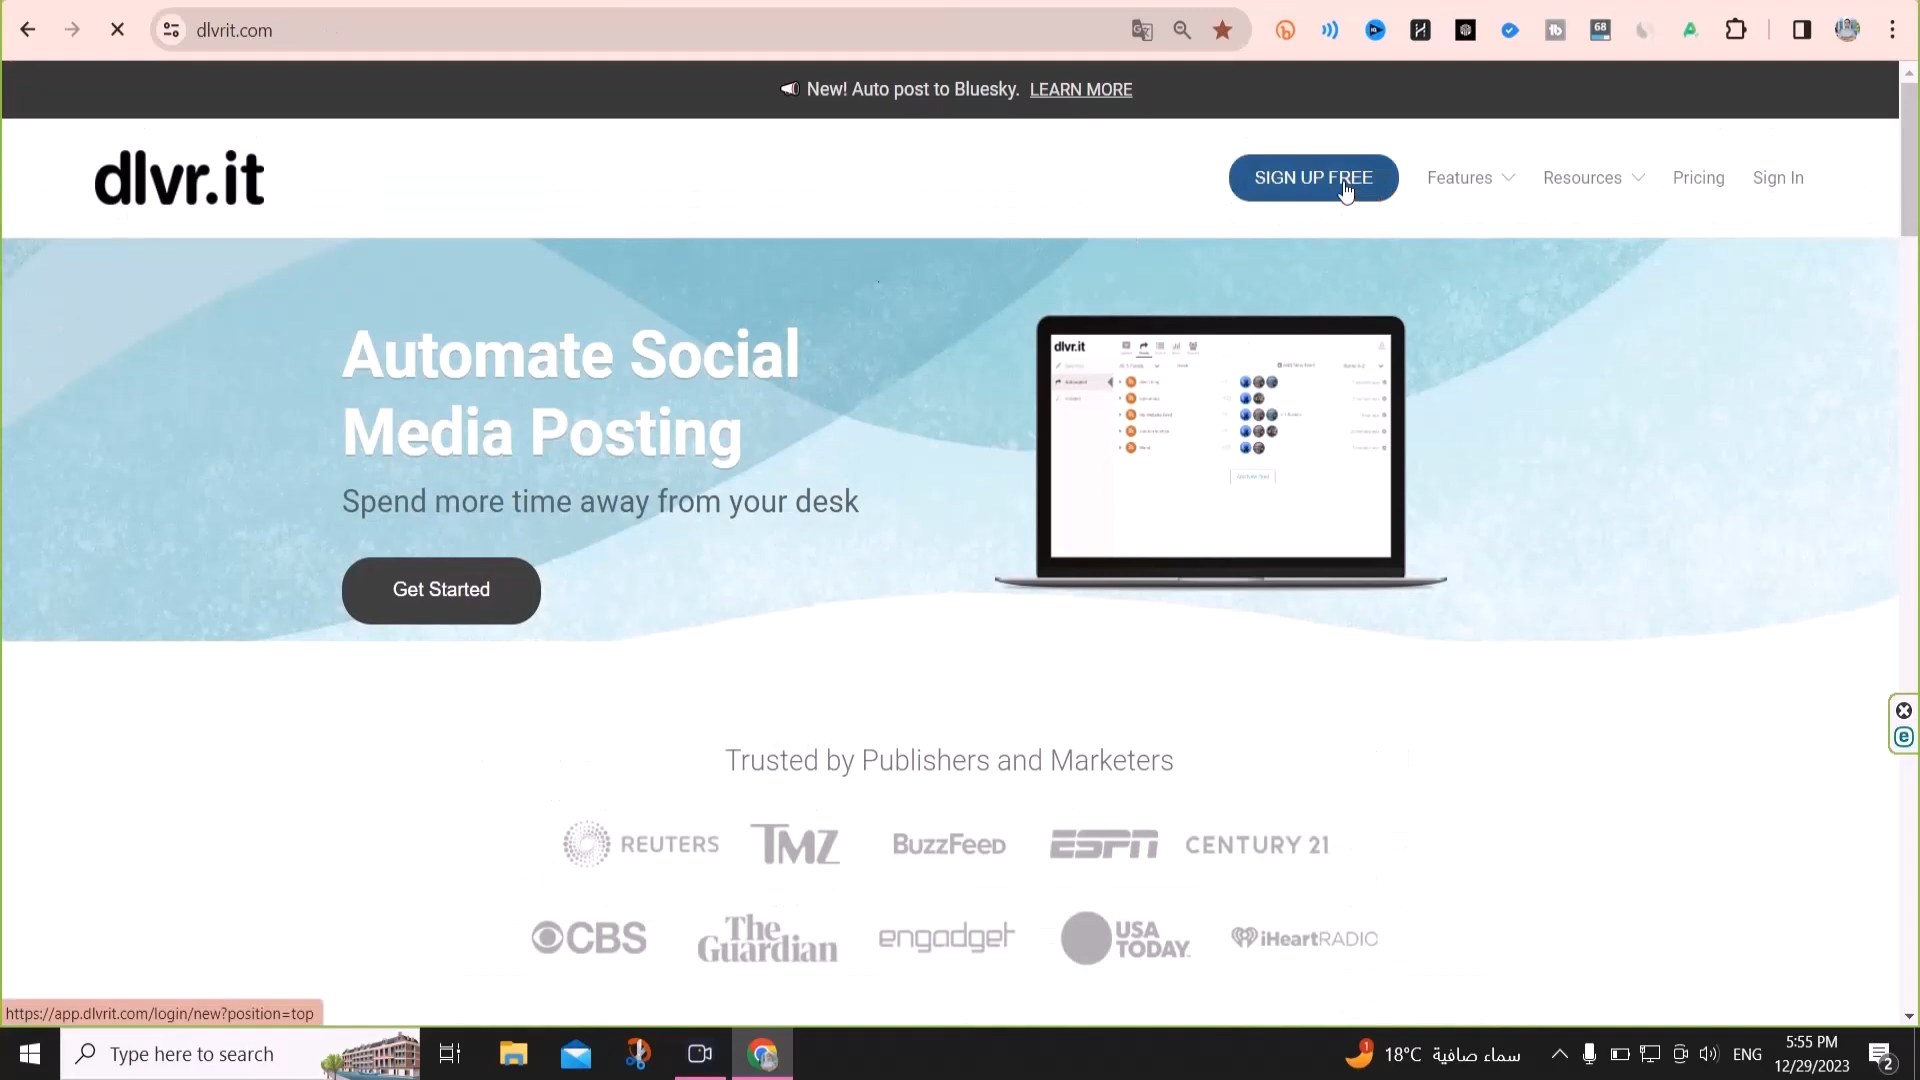 dlvrit.com
68
New! Auto post to Bluesky. LEARN MORE
dlvr.it
SIGN UP FREE
Features
Resources
Pricing
Sign In
Automate Social
Media Posting
Spend more time away from your desk
Get Started
dlvr.it
Trusted by Publishers and Marketers
REUTERS
TMZ
BuzzFeed
ESPN
CENTURY 21
CBS
The
Guardian
engadget
USA
TODAY
iHeartRADIO
https://app.dlvrit.com/login/new?position=top
Type here to search
1
18°C سماء صافية
ENG
5:55 PM
12/29/2023
2